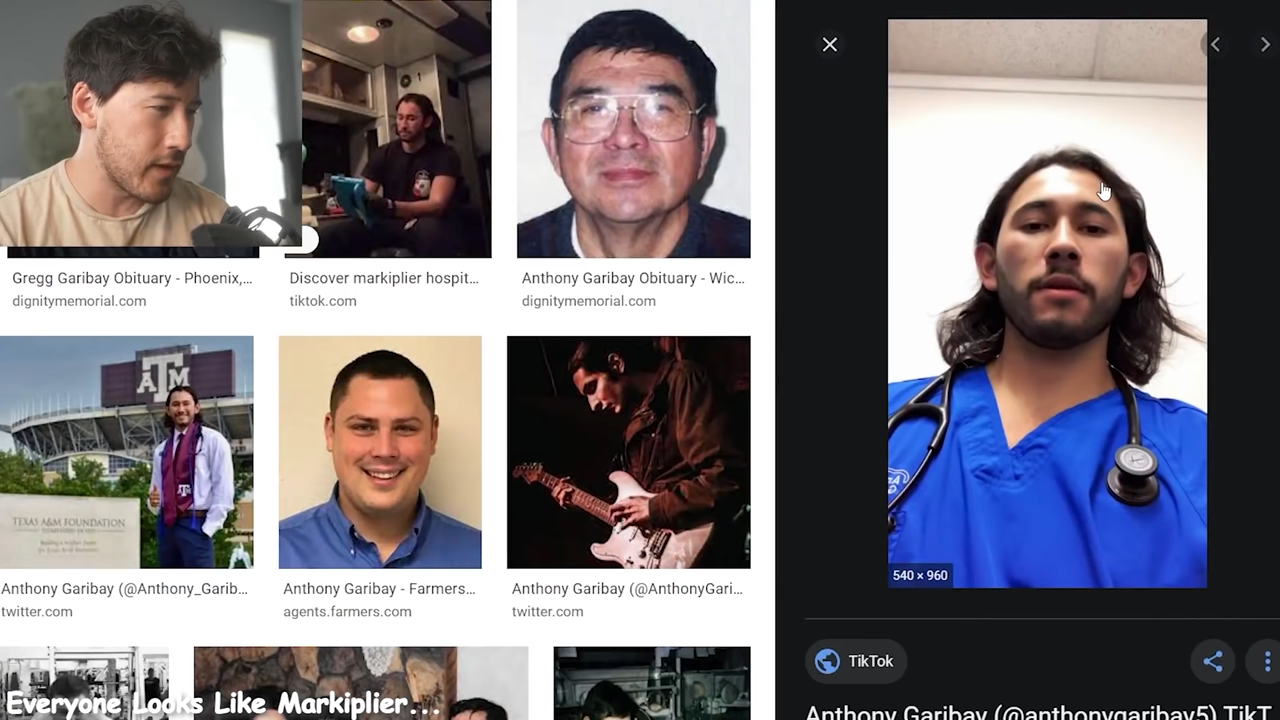 Gregg Garibay Obituary - Phoenix,...
dignitymemorial.com
Discover markiplier hospit...
tiktok.com
Anthony Garibay Obituary - Wic...
dignitymemorial.com
ATM
TEXAS A&M FOUNDATION
ATM
Anthony Garibay (@Anthony_Garib...
twitter.com
Anthony Garibay - Farmers...
agents.farmers.com
Anthony Garibay (@AnthonyGari...
twitter.com
Everyone Looks Like Markiplier...
540 × 960
TikTok
Anthony Garibay (@anthonygaribay5) TikT